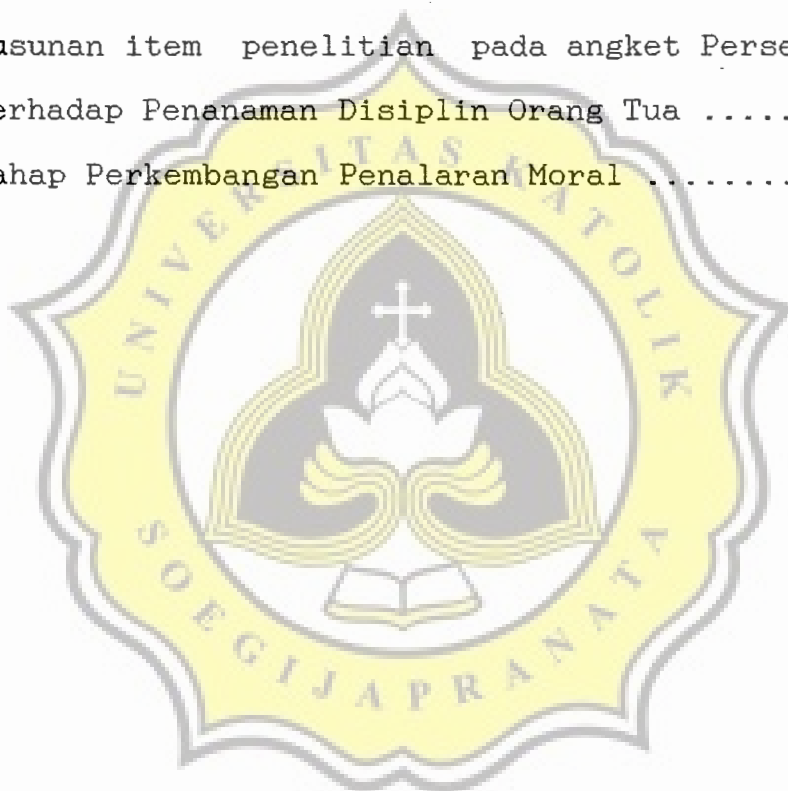 usunan item penelitian pada angket Perse
erhadap Penanaman Disiplin Orang Tua .....
ahap Perkembangan Penalaran Moral ........
UNIVERSITAS KATOLIK
SOEGIJAPRANATA